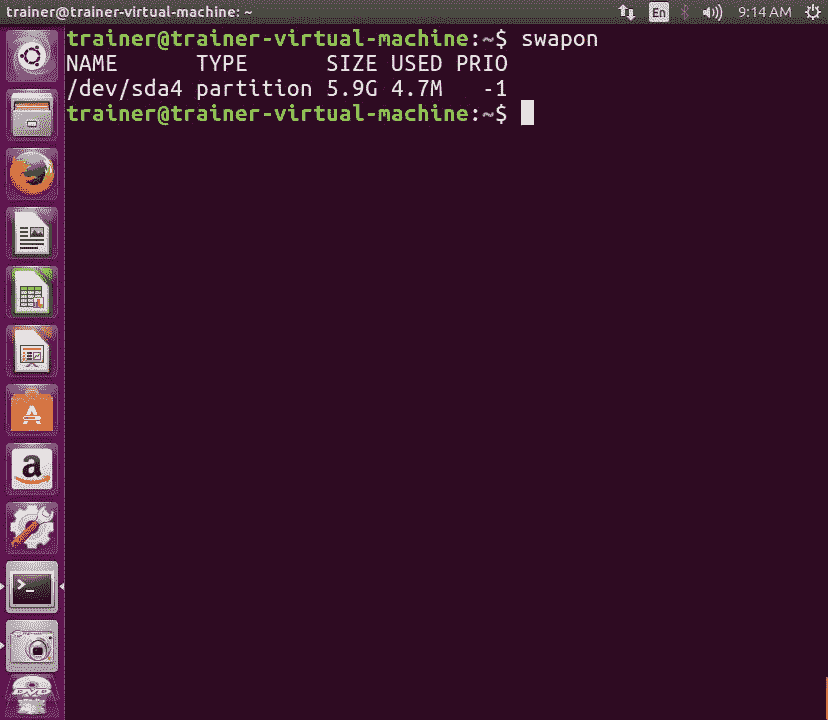 trainer@trainer-virtual-machine: ~
En
9:14 AM
trainer@trainer-virtual-machine:~$ swapon
NAME TYPE SIZE USED PRIO
/dev/sda4 partition 5.9G 4.7M -1
trainer@trainer-virtual-machine:~$
A
a
>_
DVD